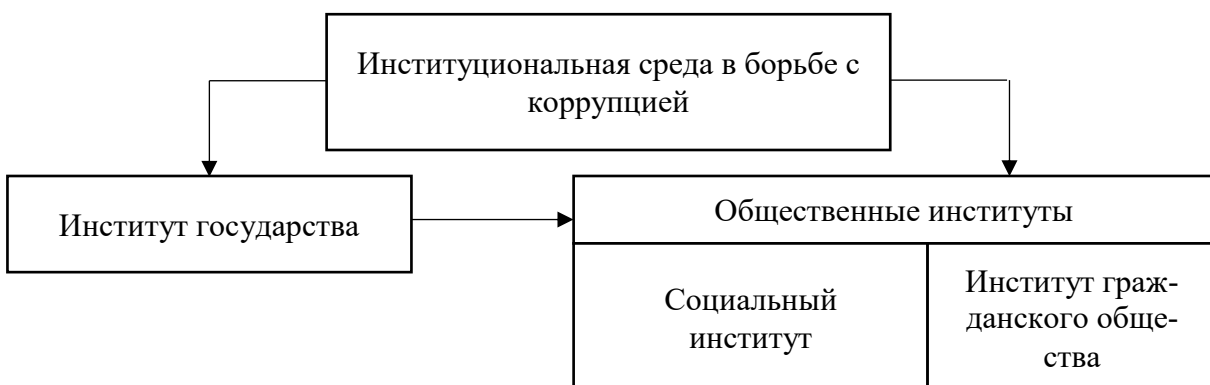 Институциональная среда в борьбе с
коррупцией
Институт государства
Общественные институты
Социальный
институт
Институт граж-
данского обще-
ства